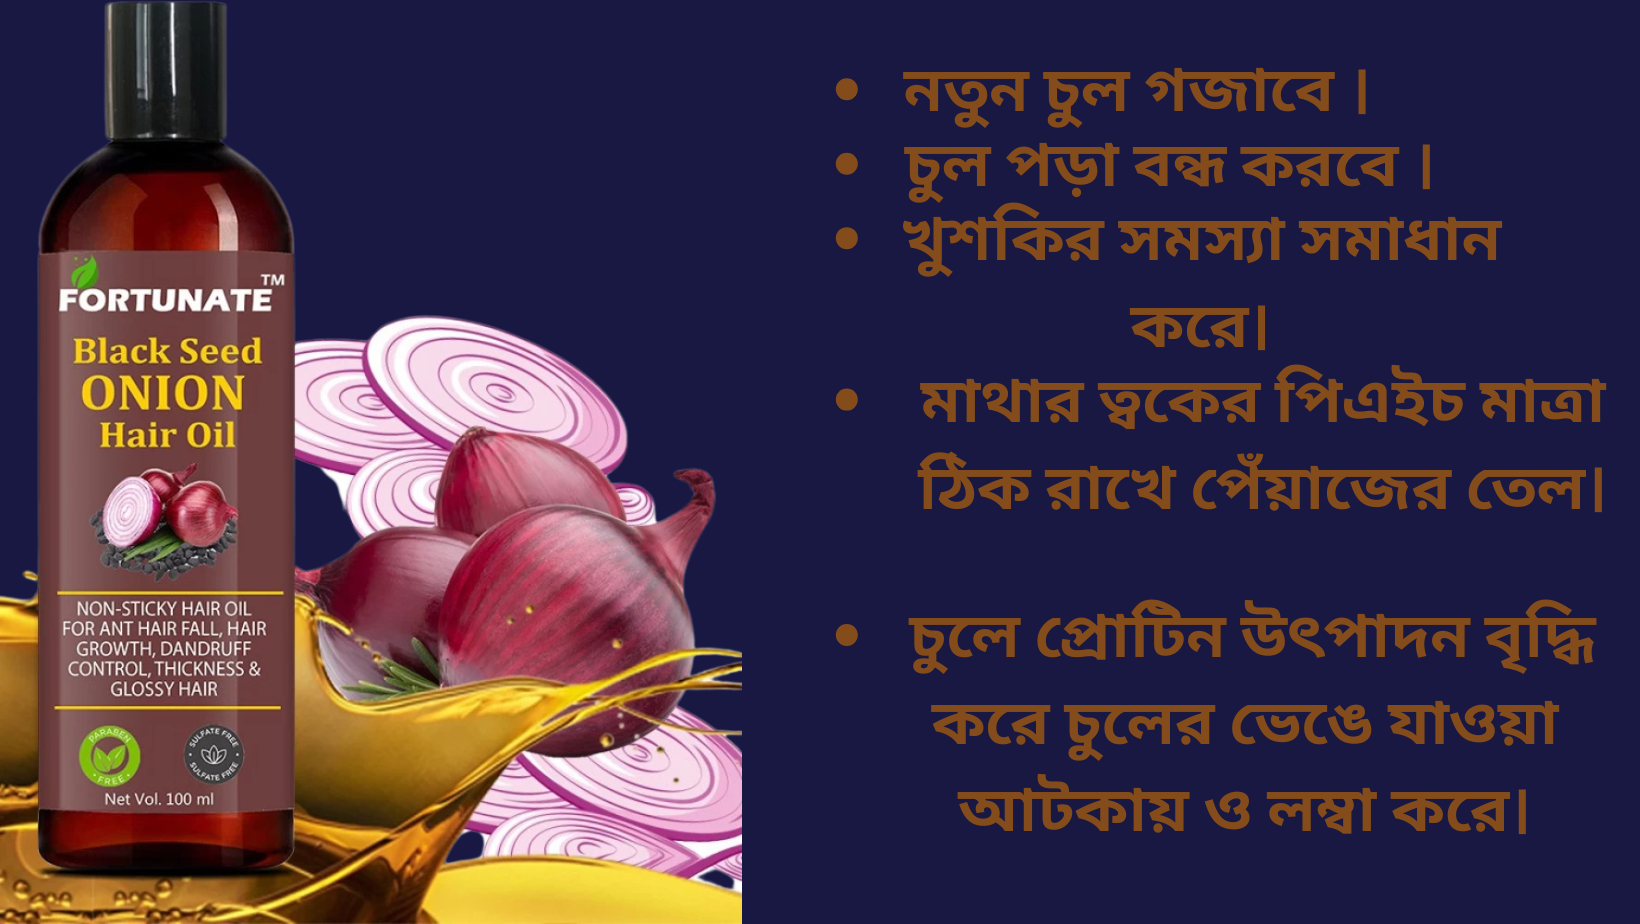 FORTUNATE™
Black Seed
ONION
Hair Oil
NON-STICKY HAIR OIL
FOR ANT HAIR FALL, HAIR
GROWTH, DANDRUFF
CONTROL, THICKNESS &
GLOSSY HAIR
PARABEN
• FREE •
SULFATE FREE
SULFATE FREE
Net Vol. 100 ml
• নতুন চুল গজাবে ।
• চুল পড়া বন্ধ করবে ।
• খুশকির সমস্যা সমাধান
করে।
• মাথার ত্বকের পিএইচ মাত্রা
ঠিক রাখে পেঁয়াজের তেল।
• চুলে প্রোটিন উৎপাদন বৃদ্ধি
করে চুলের ভেঙে যাওয়া
আটকায় ও লম্বা করে।